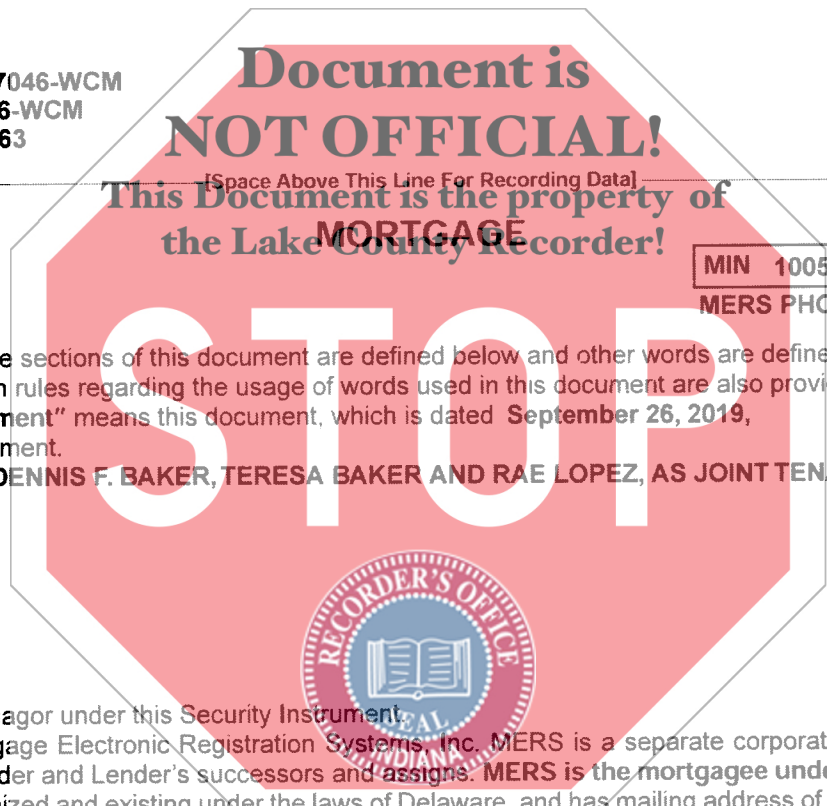 Document is
7046-WCM
6-WCM
63
NOT OFFICIAL!
[Space Above This Line For Recording Data]
This Document is the property of
MORTGAGE
the Lake County Recorder!
MIN 1005
MERS PHO
STOP
e sections of this document are defined below and other words are define
n rules regarding the usage of words used in this document are also provi
ment" means this document, which is dated September 26, 2019,
ment.
DENNIS F. BAKER, TERESA BAKER AND RAE LOPEZ, AS JOINT TENA
RECORDER'S OFFICE
SEAL
INDIANA
agor under this Security Instrument.
gage Electronic Registration Systems, Inc. MERS is a separate corporat
der and Lender's successors and assigns. MERS is the mortgagee unde
ized and existing under the laws of Delaware, and has mailing address of